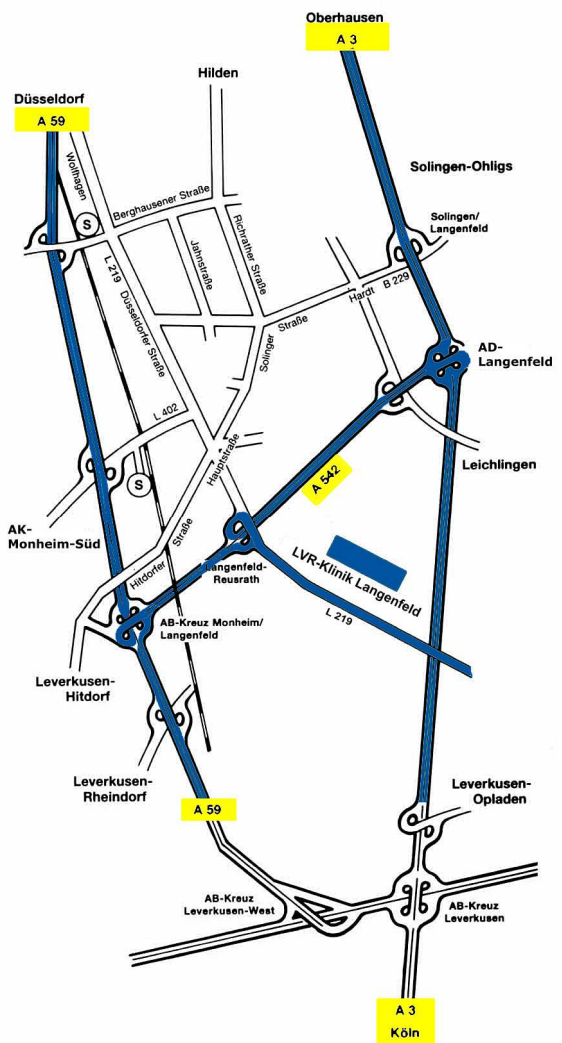 Oberhausen
A 3
Hilden
Düsseldorf
A 59
Wolfhagen
Solingen-Ohligs
Berghausener Straße
S
Solingen/
Langenfeld
L 219
Jahnstraße
Richrather Straße
Düsseldorfer Straße
Hardt
B 229
Solinger
Straße
AD-
Langenfeld
L 402
Hauptstraße
Leichlingen
S
A 542
AK-
Monheim-Süd
Hitdorfer
Straße
Langenfeld-
Reusrath
LVR-Klinik Langenfeld
L 219
AB-Kreuz Monheim/
Langenfeld
Leverkusen-
Hitdorf
Leverkusen-
Rheindorf
Leverkusen-
Opladen
A 59
AB-Kreuz
Leverkusen-West
AB-Kreuz
Leverkusen
A 3
Köln